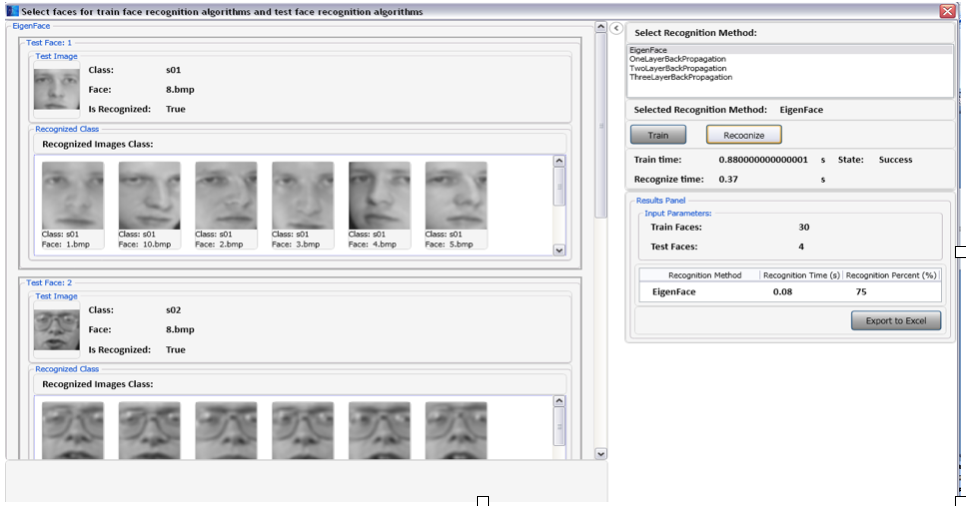 Select faces for train face recognition algorithms and test face recognition algorithms
EigenFace
Test Face: 1
Test Image
Class: s01
Face: 8.bmp
Is Recognized: True
Recognized Class
Recognized Images Class:
Class: s01 Class: s01 Class: s01 Class: s01 Class: s01 Class: s01
Face: 1.bmp Face: 10.bmp Face: 2.bmp Face: 3.bmp Face: 4.bmp Face: 5.bmp
Test Face: 2
Test Image
Class: s02
Face: 8.bmp
Is Recognized: True
Recognized Class
Recognized Images Class:
Select Recognition Method:
EigenFace
OneLayerBackPropagation
TwoLayerBackPropagation
ThreeLayerBackPropagation
Selected Recognition Method: EigenFace
Train Recognize
Train time: 0.880000000000001 s State: Success
Recognize time: 0.37 s
Results Panel
Input Parameters:
Train Faces: 30
Test Faces: 4
Recognition Method Recognition Time (s) Recognition Percent (%)
EigenFace 0.08 75
Export to Excel